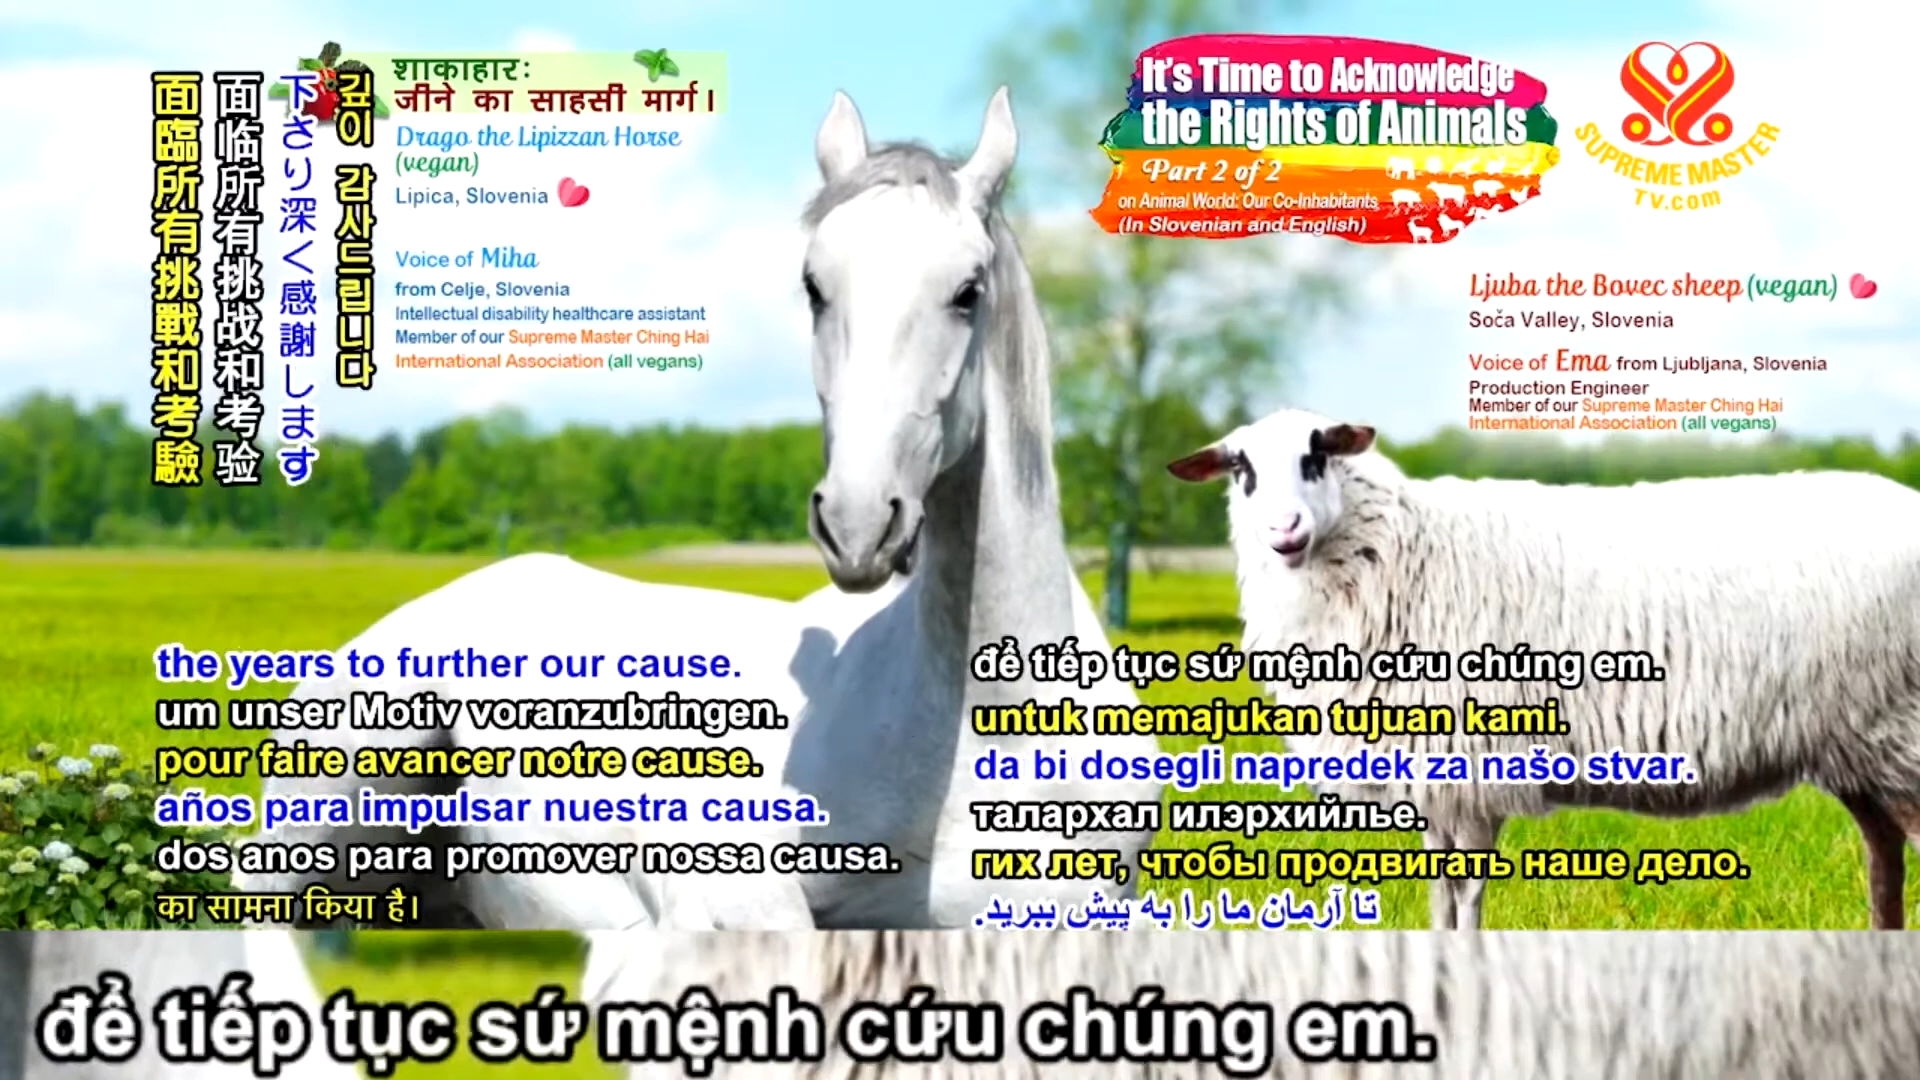 面臨所有挑戰和考驗
面临所有挑战和考验
下さり深く感謝します
깊이 감사드립니다
शाकाहार:
जीने का साहसी मार्ग।
Drago the Lipizzan Horse
(vegan)
Lipica, Slovenia
Voice of Miha
from Celje, Slovenia
Intellectual disability healthcare assistant
Member of our Supreme Master Ching Hai
International Association (all vegans)
It's Time to Acknowledge
the Rights of Animals
Part 2 of 2
on Animal World: Our Co-Inhabitants
(In Slovenian and English)
SUPREME MASTER
TV.com
Ljuba the Bovec sheep (vegan)
Soča Valley, Slovenia
Voice of Ema from Ljubljana, Slovenia
Production Engineer
Member of our Supreme Master Ching Hai
International Association (all vegans)
the years to further our cause.
um unser Motiv voranzubringen.
pour faire avancer notre cause.
años para impulsar nuestra causa.
dos anos para promover nossa causa.
का सामना किया है।
để tiếp tục sứ mệnh cứu chúng em.
untuk memajukan tujuan kami.
da bi dosegli napredek za našo stvar.
талархал илэрхийлье.
гих лет, чтобы продвигать наше дело.
تا آرمان ما را به پیش ببرید.
để tiếp tục sứ mệnh cứu chúng em.